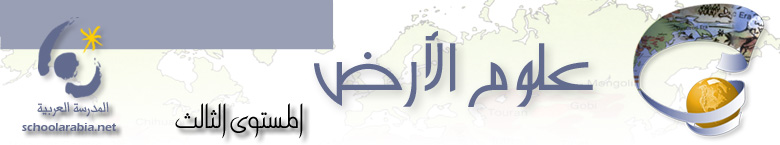 علوم الأرض
المستوى الثالث
المدرسة العربية
schoolarabia.net